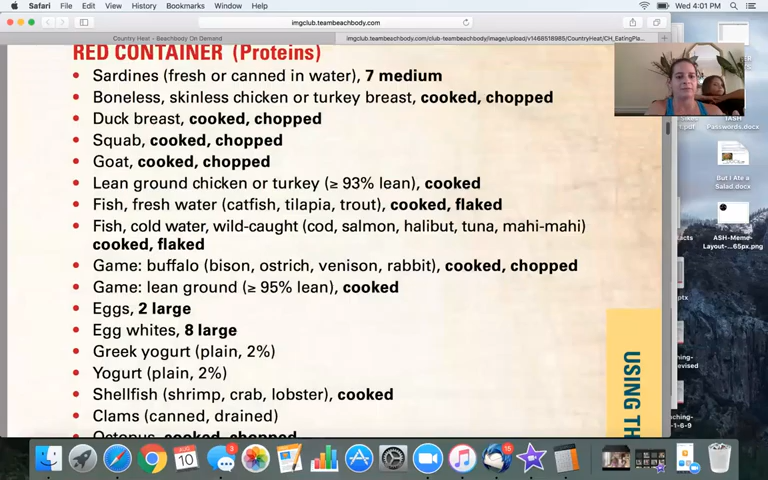 Safari File Edit View History Bookmarks Window Help Wed 4:01 PM
imgclub.teambeachbody.com
Country Heat - Beachbody On Demand
imgclub.teambeachbody.com/club-teambeachbody/image/upload/v1466518985/CountryHeat/CH_EatingPla...
RED CONTAINER (Proteins)
• Sardines (fresh or canned in water), 7 medium
• Boneless, skinless chicken or turkey breast, cooked, chopped
• Duck breast, cooked, chopped
• Squab, cooked, chopped
• Goat, cooked, chopped
• Lean ground chicken or turkey (≥ 93% lean), cooked
• Fish, fresh water (catfish, tilapia, trout), cooked, flaked
• Fish, cold water, wild-caught (cod, salmon, halibut, tuna, mahi-mahi)
cooked, flaked
• Game: buffalo (bison, ostrich, venison, rabbit), cooked, chopped
• Game: lean ground (≥ 95% lean), cooked
• Eggs, 2 large
• Egg whites, 8 large
• Greek yogurt (plain, 2%)
• Yogurt (plain, 2%)
• Shellfish (shrimp, crab, lobster), cooked
• Clams (canned, drained)
• Octopus, cooked, chopped
USING TH
Passwords.docx
But I Ate a
Salad.docx
ASH-Meme-
Layout-...65px.png
AUG
10
3
15